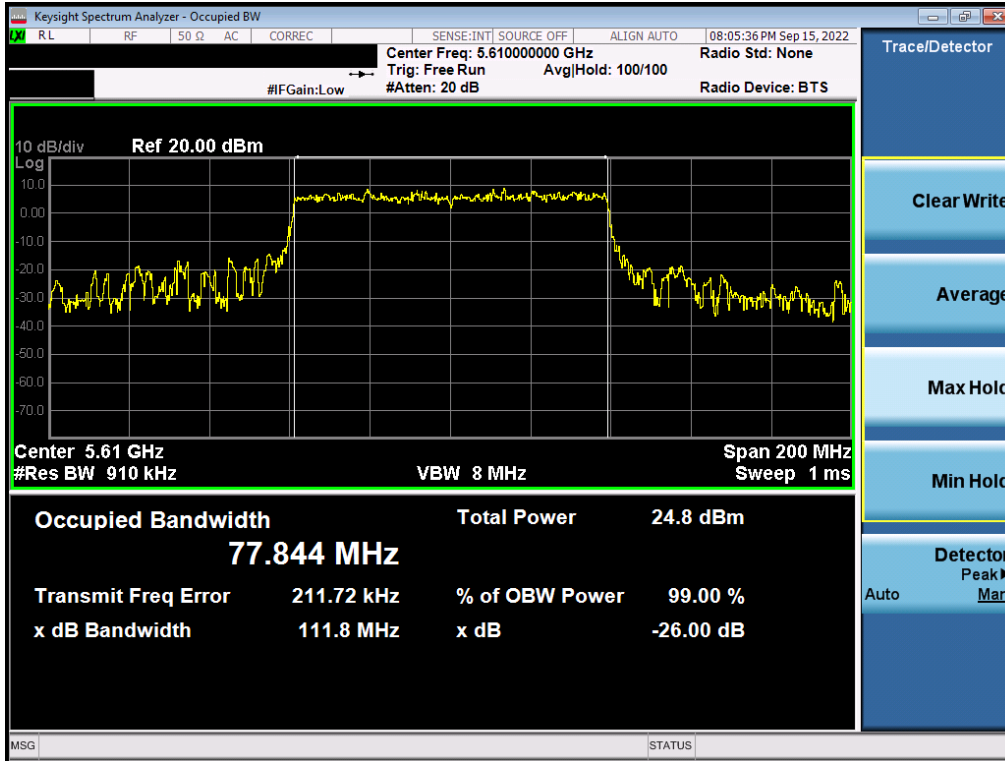 Keysight Spectrum Analyzer - Occupied BW
LXI RL RF 50 Ω AC CORREC SENSE:INT SOURCE OFF ALIGN AUTO 08:05:36 PM Sep 15, 2022
Center Freq: 5.610000000 GHz Radio Std: None
Trig: Free Run Avg|Hold: 100/100
#IFGain:Low #Atten: 20 dB Radio Device: BTS
Trace/Detector
10 dB/div Ref 20.00 dBm
Log
10.0
0.00
-10.0
-20.0
-30.0
-40.0
-50.0
-60.0
-70.0
Center 5.61 GHz Span 200 MHz
#Res BW 910 kHz VBW 8 MHz Sweep 1 ms
Occupied Bandwidth Total Power 24.8 dBm
77.844 MHz
Transmit Freq Error 211.72 kHz % of OBW Power 99.00 %
x dB Bandwidth 111.8 MHz x dB -26.00 dB
Clear Write
Average
Max Hold
Min Hold
Detector
Peak
Auto Man
MSG STATUS